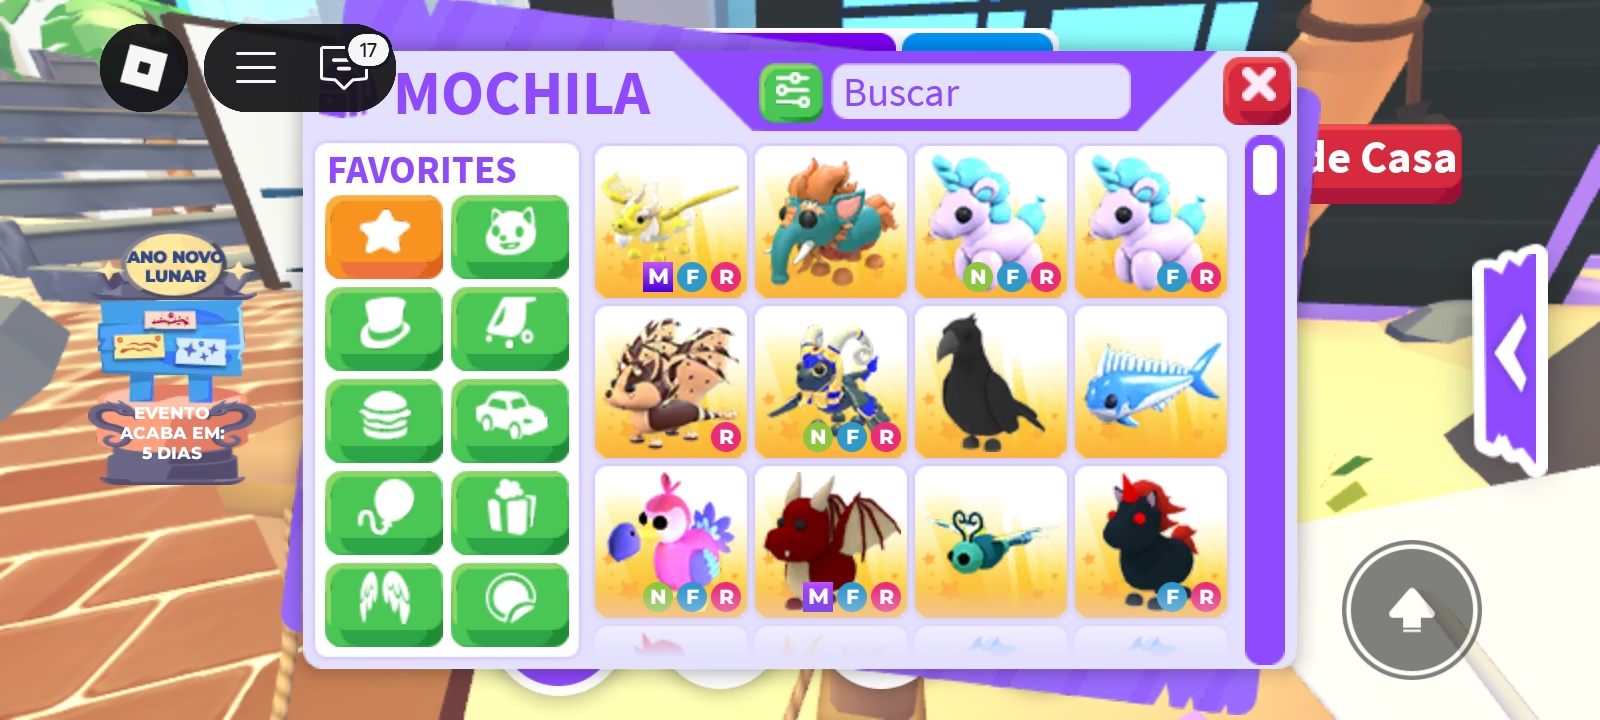 17
MOCHILA
Buscar
de Casa
FAVORITES
M F R
N F R
F R
R
N F R
N F R
M F R
F R
ANO NOVO
LUNAR
EVENTO
ACABA EM:
5 DIAS